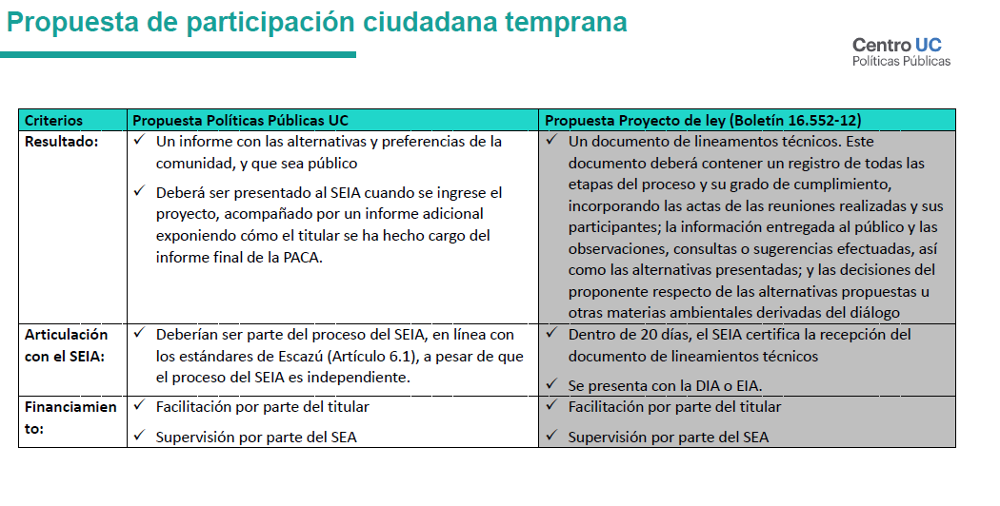 Propuesta de participación ciudadana temprana
Centro UC
Políticas Públicas
Criterios
Propuesta Políticas Públicas UC
Propuesta Proyecto de ley (Boletín 16.552-12)
Resultado:
✓ Un informe con las alternativas y preferencias de la
comunidad, y que sea público
✓ Deberá ser presentado al SEIA cuando se ingrese el
proyecto, acompañado por un informe adicional
exponiendo cómo el titular se ha hecho cargo del
informe final de la PACA.
✓ Un documento de lineamentos técnicos. Este
documento deberá contener un registro de todas las
etapas del proceso y su grado de cumplimiento,
incorporando las actas de las reuniones realizadas y sus
participantes; la información entregada al público y las
observaciones, consultas o sugerencias efectuadas, así
como las alternativas presentadas; y las decisiones del
proponente respecto de las alternativas propuestas u
otras materias ambientales derivadas del diálogo
Articulación
con el SEIA:
✓ Deberían ser parte del proceso del SEIA, en línea con
los estándares de Escazú (Artículo 6.1), a pesar de que
el proceso del SEIA es independiente.
✓ Dentro de 20 días, el SEIA certifica la recepción del
documento de lineamientos técnicos
✓ Se presenta con la DIA o EIA.
Financiamien
to:
✓ Facilitación por parte del titular
✓ Supervisión por parte del SEA
✓ Facilitación por parte del titular
✓ Supervisión por parte del SEA